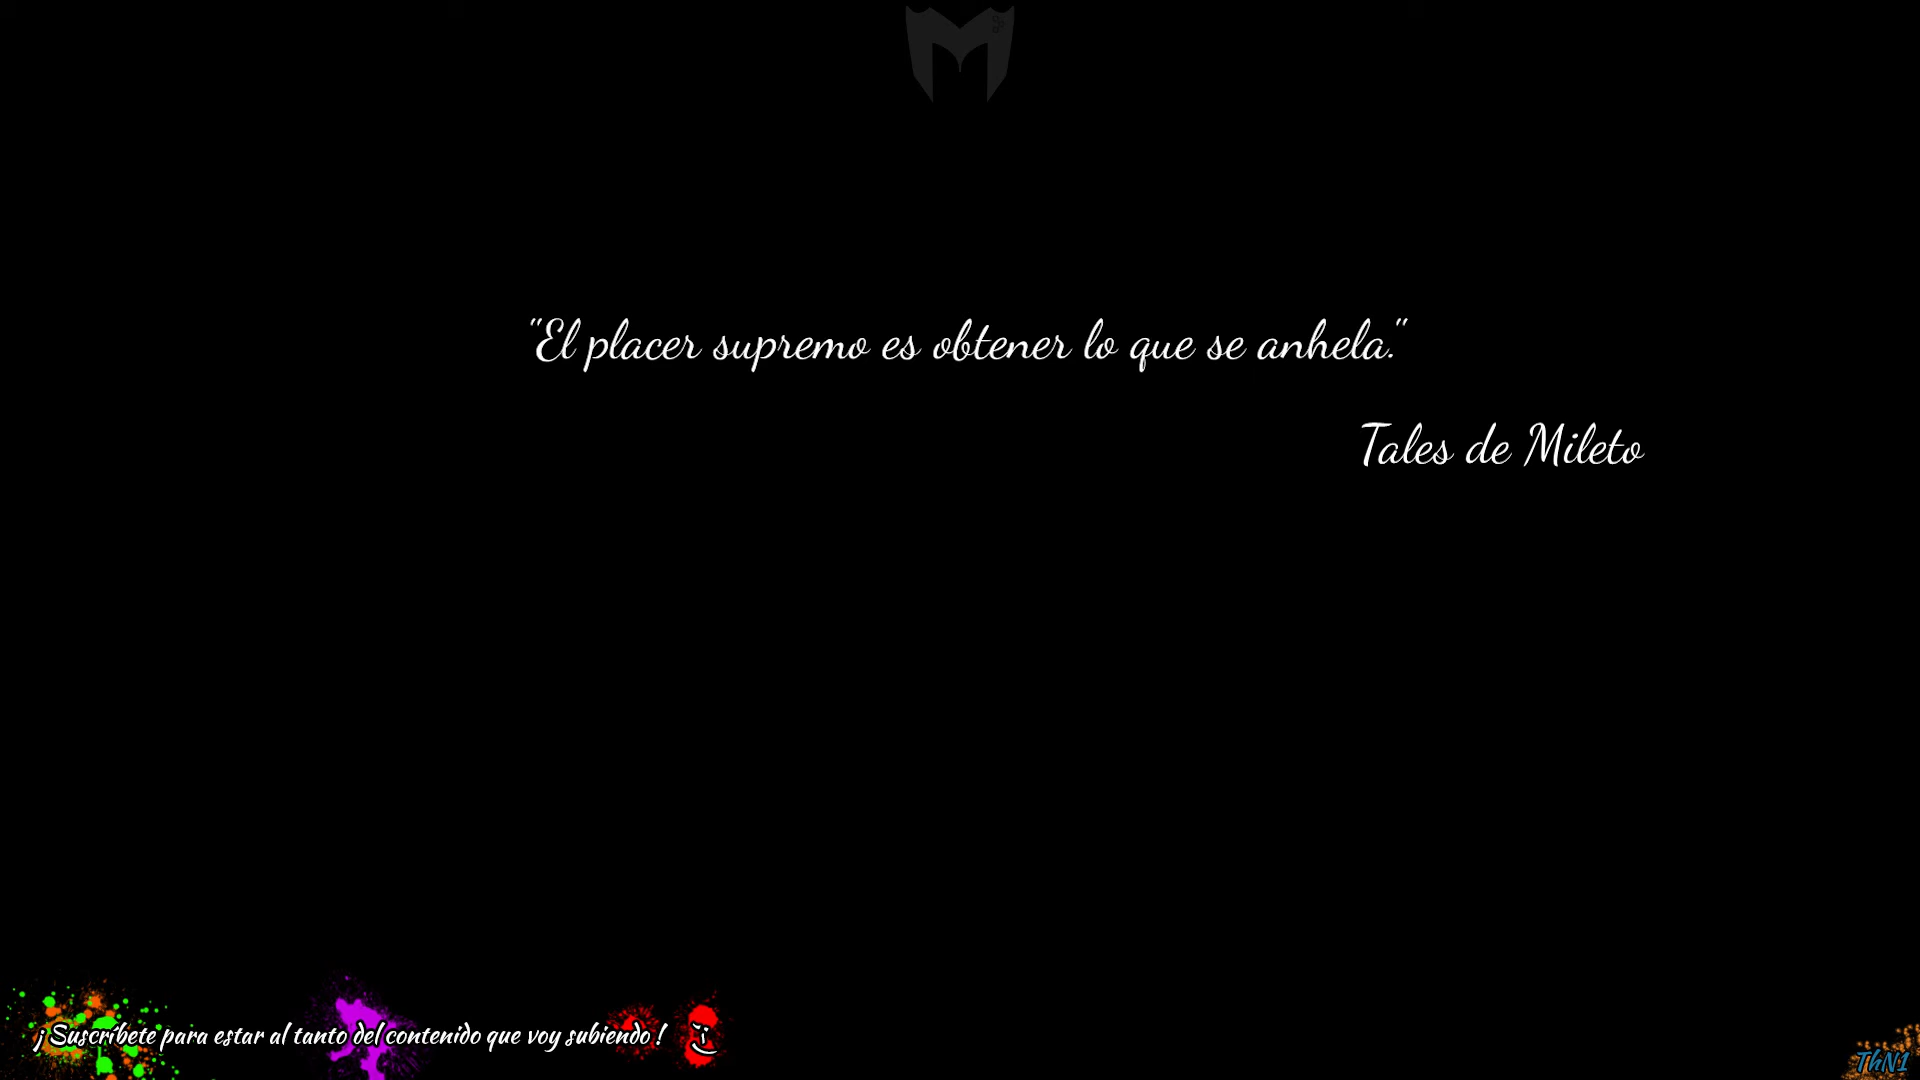 "El placer supremo es obtener lo que se anhela."
Tales de Mileto
¡ Suscríbete para estar al tanto del contenido que voy subiendo !
ThN1